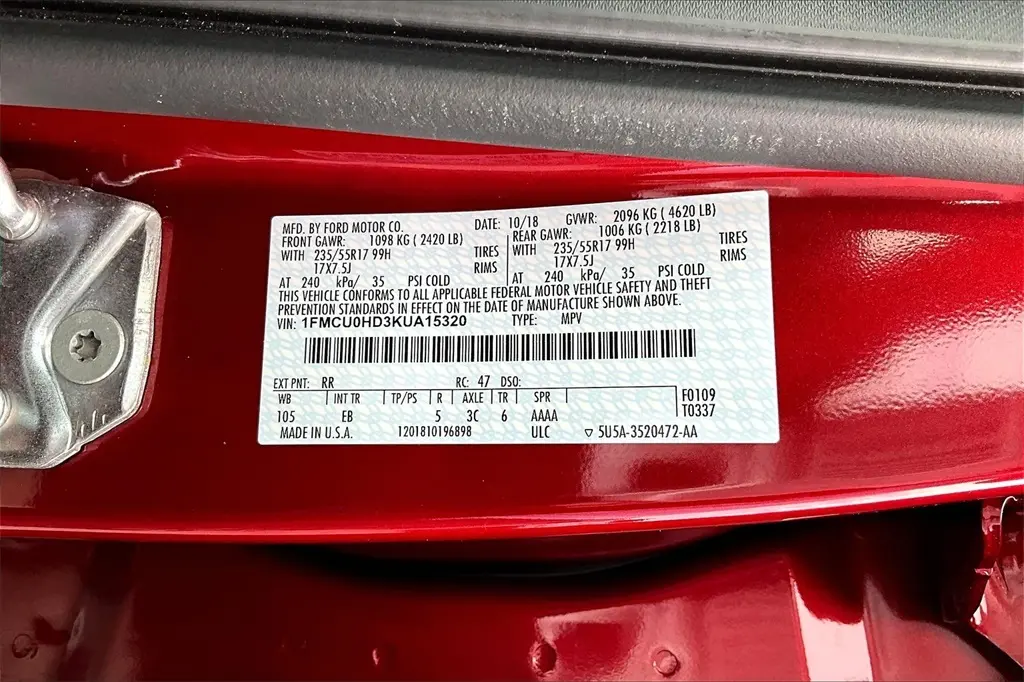 MFD. BY FORD MOTOR CO. DATE: 10/18 GVWR: 2096 KG ( 4620 LB)
FRONT GAWR: 1098 KG ( 2420 LB) REAR GAWR: 1006 KG ( 2218 LB)
WITH 235/55R17 99H TIRES WITH 235/55R17 99H TIRES
17X7.5J RIMS 17X7.5J RIMS
AT 240 kPa/ 35 PSI COLD AT 240 kPa/ 35 PSI COLD
THIS VEHICLE CONFORMS TO ALL APPLICABLE FEDERAL MOTOR VEHICLE SAFETY AND THEFT
PREVENTION STANDARDS IN EFFECT ON THE DATE OF MANUFACTURE SHOWN ABOVE.
VIN: 1FMCU0HD3KUA15320 TYPE: MPV
EXT PNT: RR RC: 47 DSO:
WB INT TR TP/PS R AXLE TR SPR F0109
105 EB 5 3C 6 AAAA T0337
MADE IN U.S.A. 1201810196898 ULC ▽ 5U5A-3520472-AA